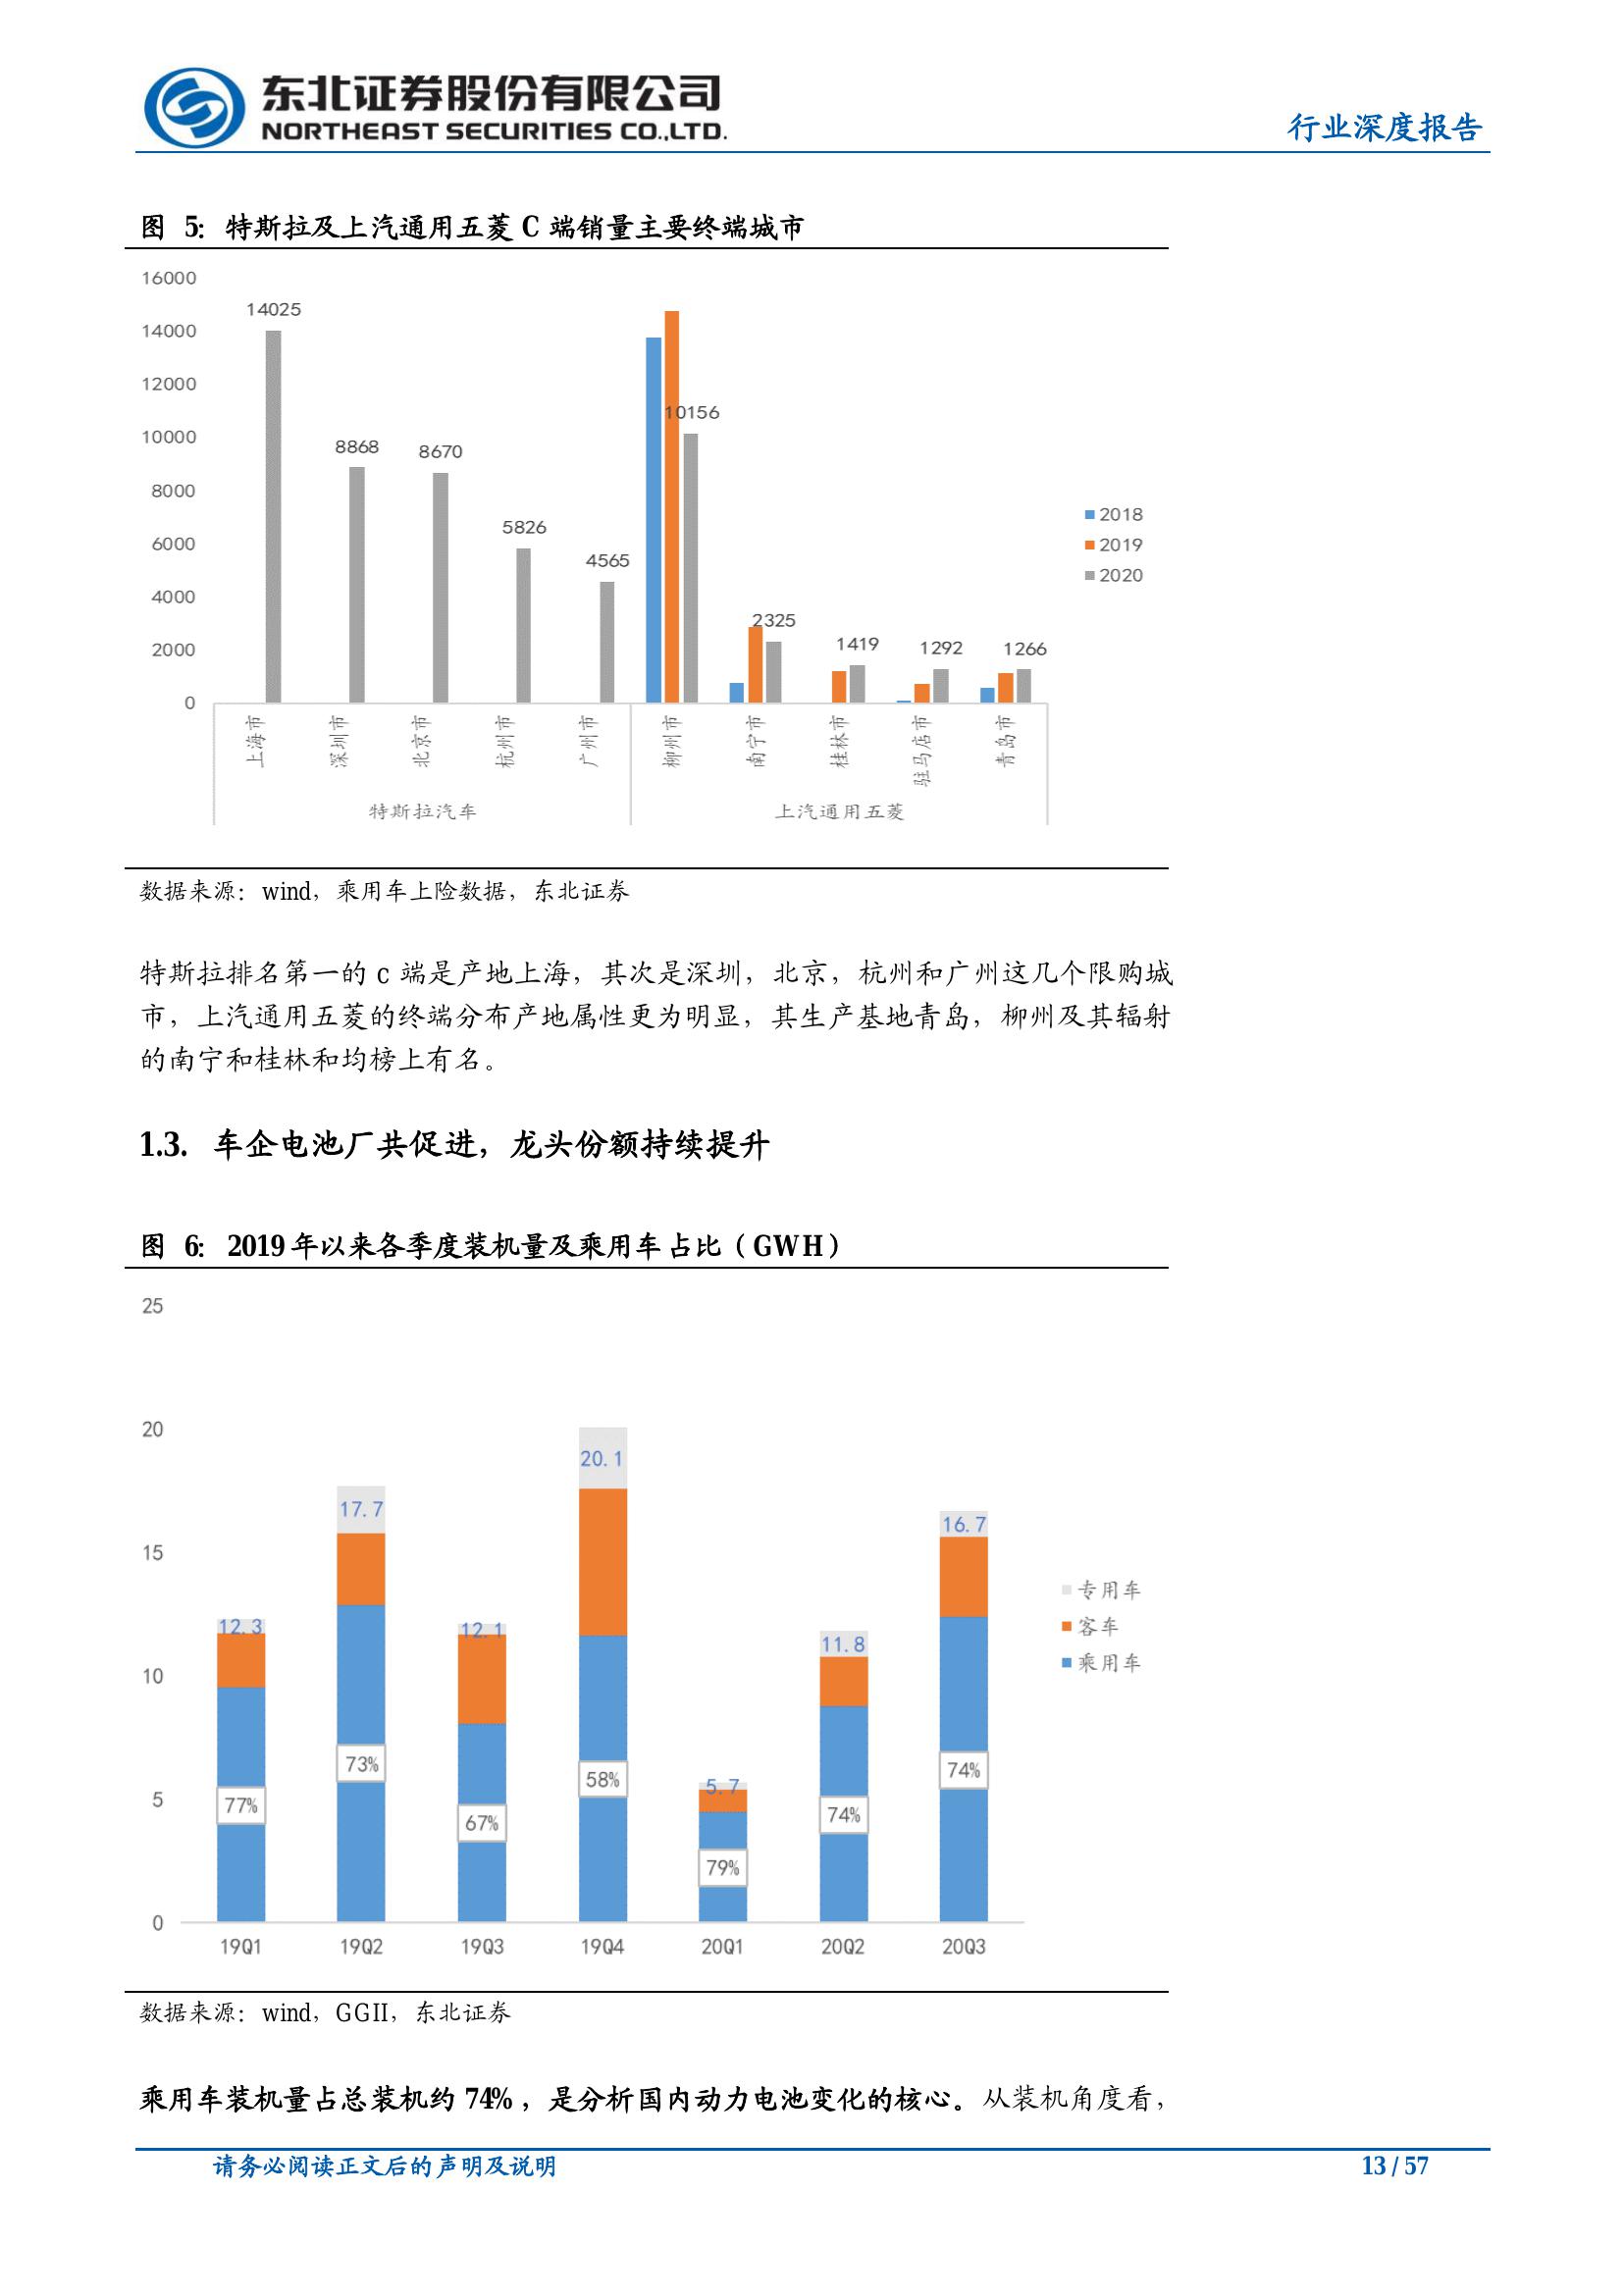 东北证券股份有限公司
NORTHEAST SECURITIES CO.,LTD.
行业深度报告
图 5：特斯拉及上汽通用五菱 C 端销量主要终端城市
16000
14000
12000
10000
8000
6000
4000
2000
0
14025
8868
8670
5826
4565
10156
2325
1419
1292
1266
2018
2019
2020
上海市
深圳市
北京市
杭州市
广州市
柳州市
南宁市
桂林市
驻马店市
青岛市
特斯拉汽车
上汽通用五菱
数据来源：wind，乘用车上险数据，东北证券
特斯拉排名第一的 c 端是产地上海，其次是深圳，北京，杭州和广州这几个限购城
市，上汽通用五菱的终端分布产地属性更为明显，其生产基地青岛，柳州及其辐射
的南宁和桂林和均榜上有名。
1.3. 车企电池厂共促进，龙头份额持续提升
图 6：2019 年以来各季度装机量及乘用车占比（GWH）
25
20
15
10
5
0
12.3
17.7
12.1
20.1
5.7
11.8
16.7
77%
73%
67%
58%
79%
74%
74%
专用车
客车
乘用车
19Q1
19Q2
19Q3
19Q4
20Q1
20Q2
20Q3
数据来源：wind，GGII，东北证券
乘用车装机量占总装机约 74%，是分析国内动力电池变化的核心。从装机角度看，
请务必阅读正文后的声明及说明
13 / 57